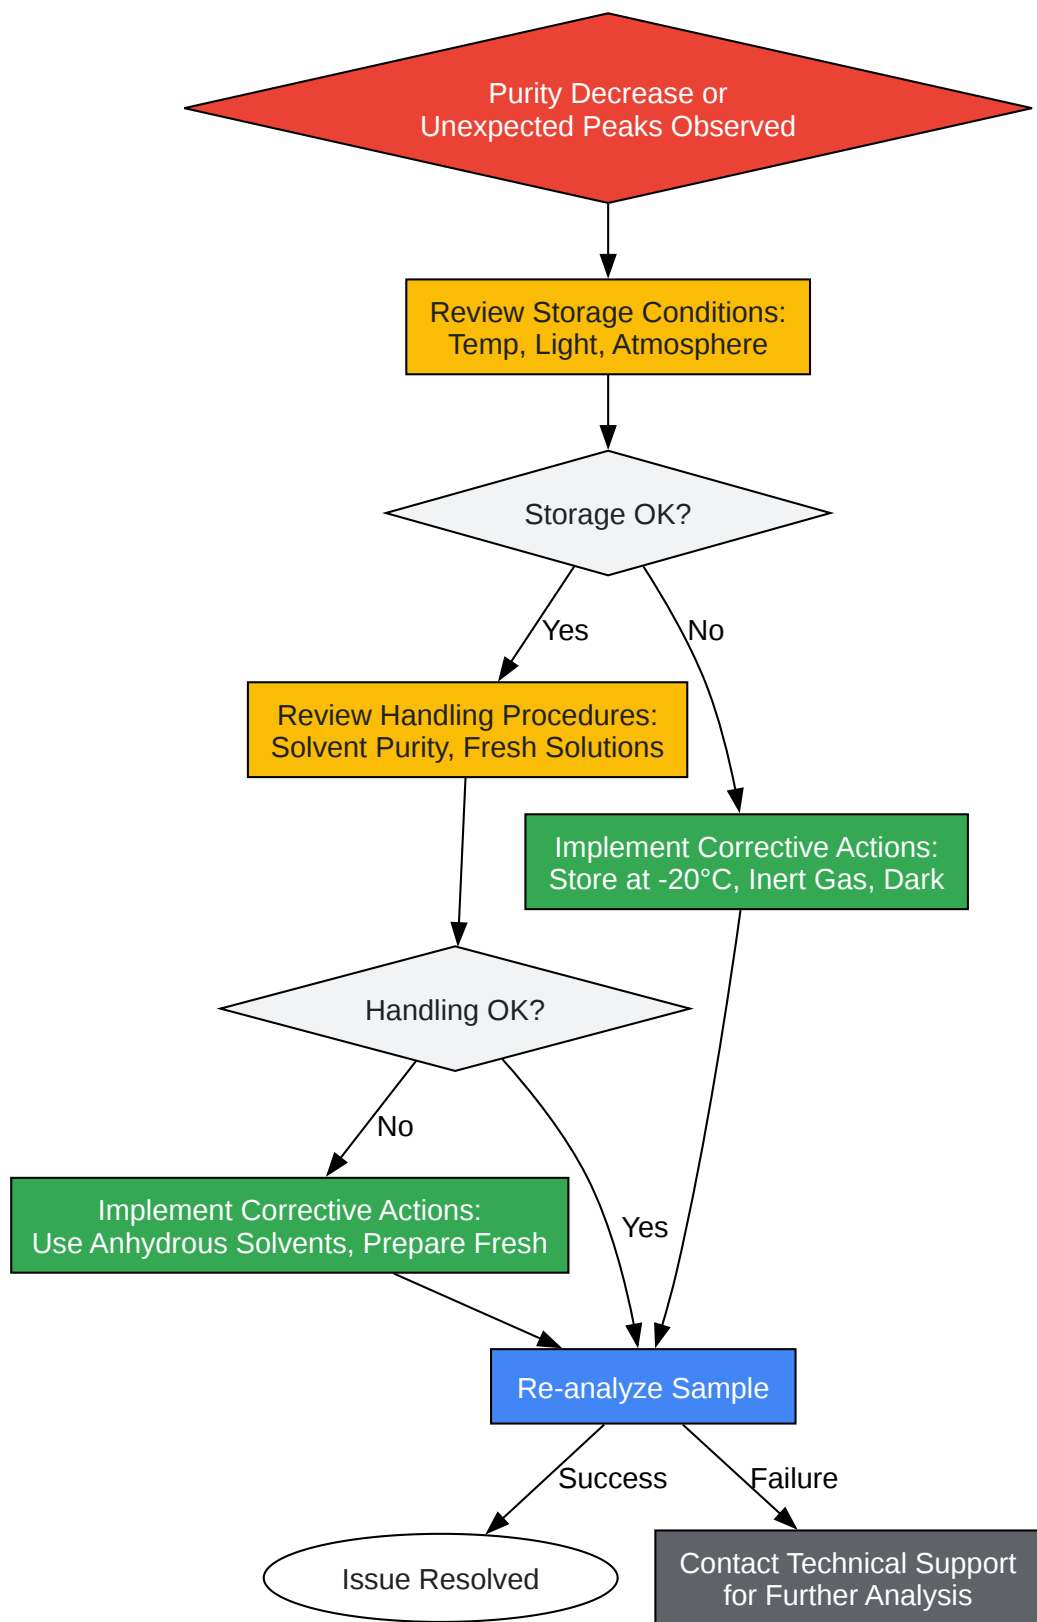 Purity Decrease or
Unexpected Peaks Observed
Review Storage Conditions:
Temp, Light, Atmosphere
Storage OK?
Yes
No
Review Handling Procedures:
Solvent Purity, Fresh Solutions
Implement Corrective Actions:
Store at -20°C, Inert Gas, Dark
Handling OK?
No
Yes
Implement Corrective Actions:
Use Anhydrous Solvents, Prepare Fresh
Re-analyze Sample
Success
Failure
Issue Resolved
Contact Technical Support
for Further Analysis